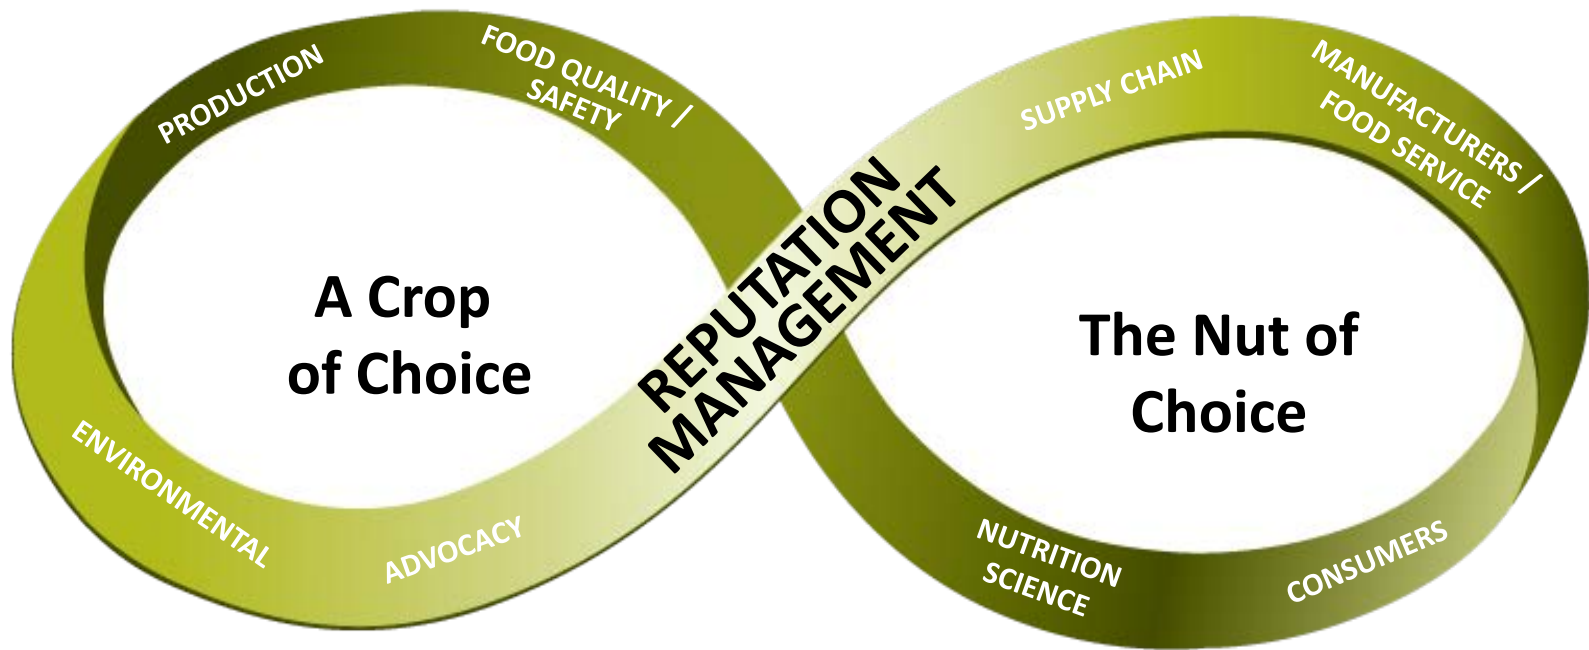 PRODUCTION
FOOD QUALITY /
SAFETY
A Crop
of Choice
ENVIRONMENTAL
ADVOCACY
REPUTATION
MANAGEMENT
SUPPLY CHAIN
MANUFACTURERS /
FOOD SERVICE
The Nut of
Choice
NUTRITION
SCIENCE
CONSUMERS